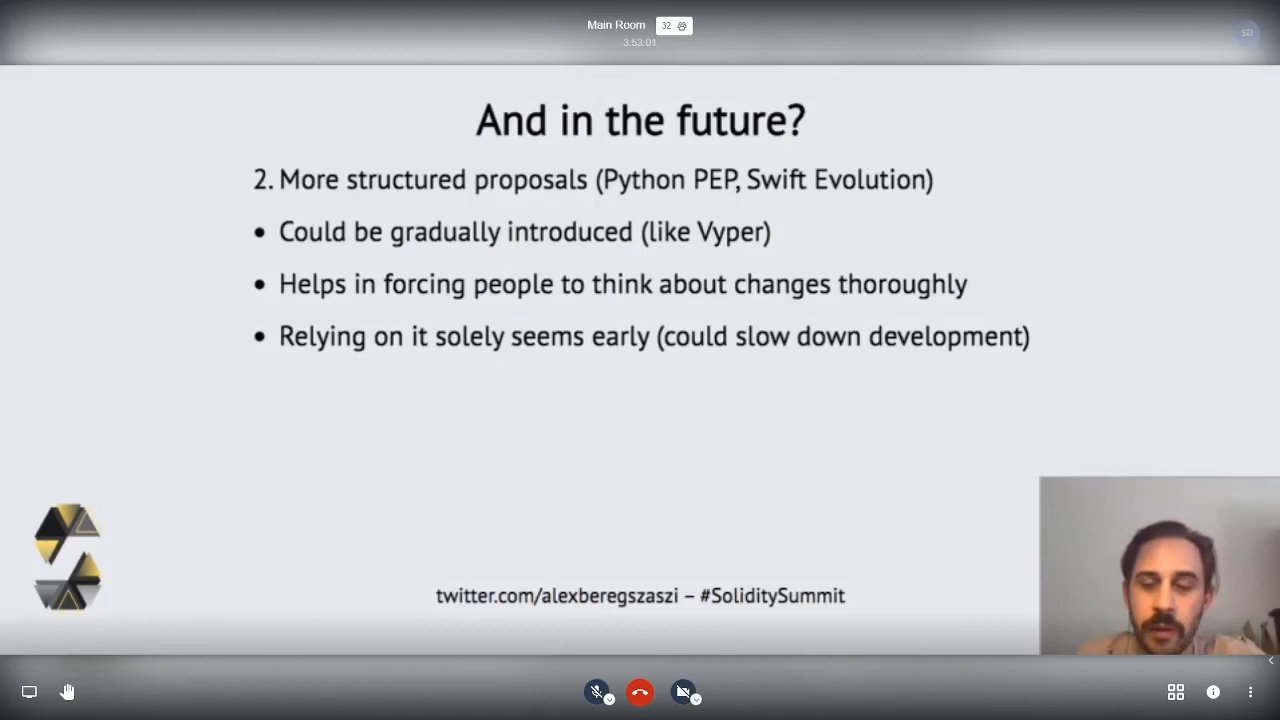 Main Room 32
3:53.01
SD
And in the future?
2. More structured proposals (Python PEP, Swift Evolution)
• Could be gradually introduced (like Vyper)
• Helps in forcing people to think about changes thoroughly
• Relying on it solely seems early (could slow down development)
twitter.com/alexberegszaszi – #SoliditySummit